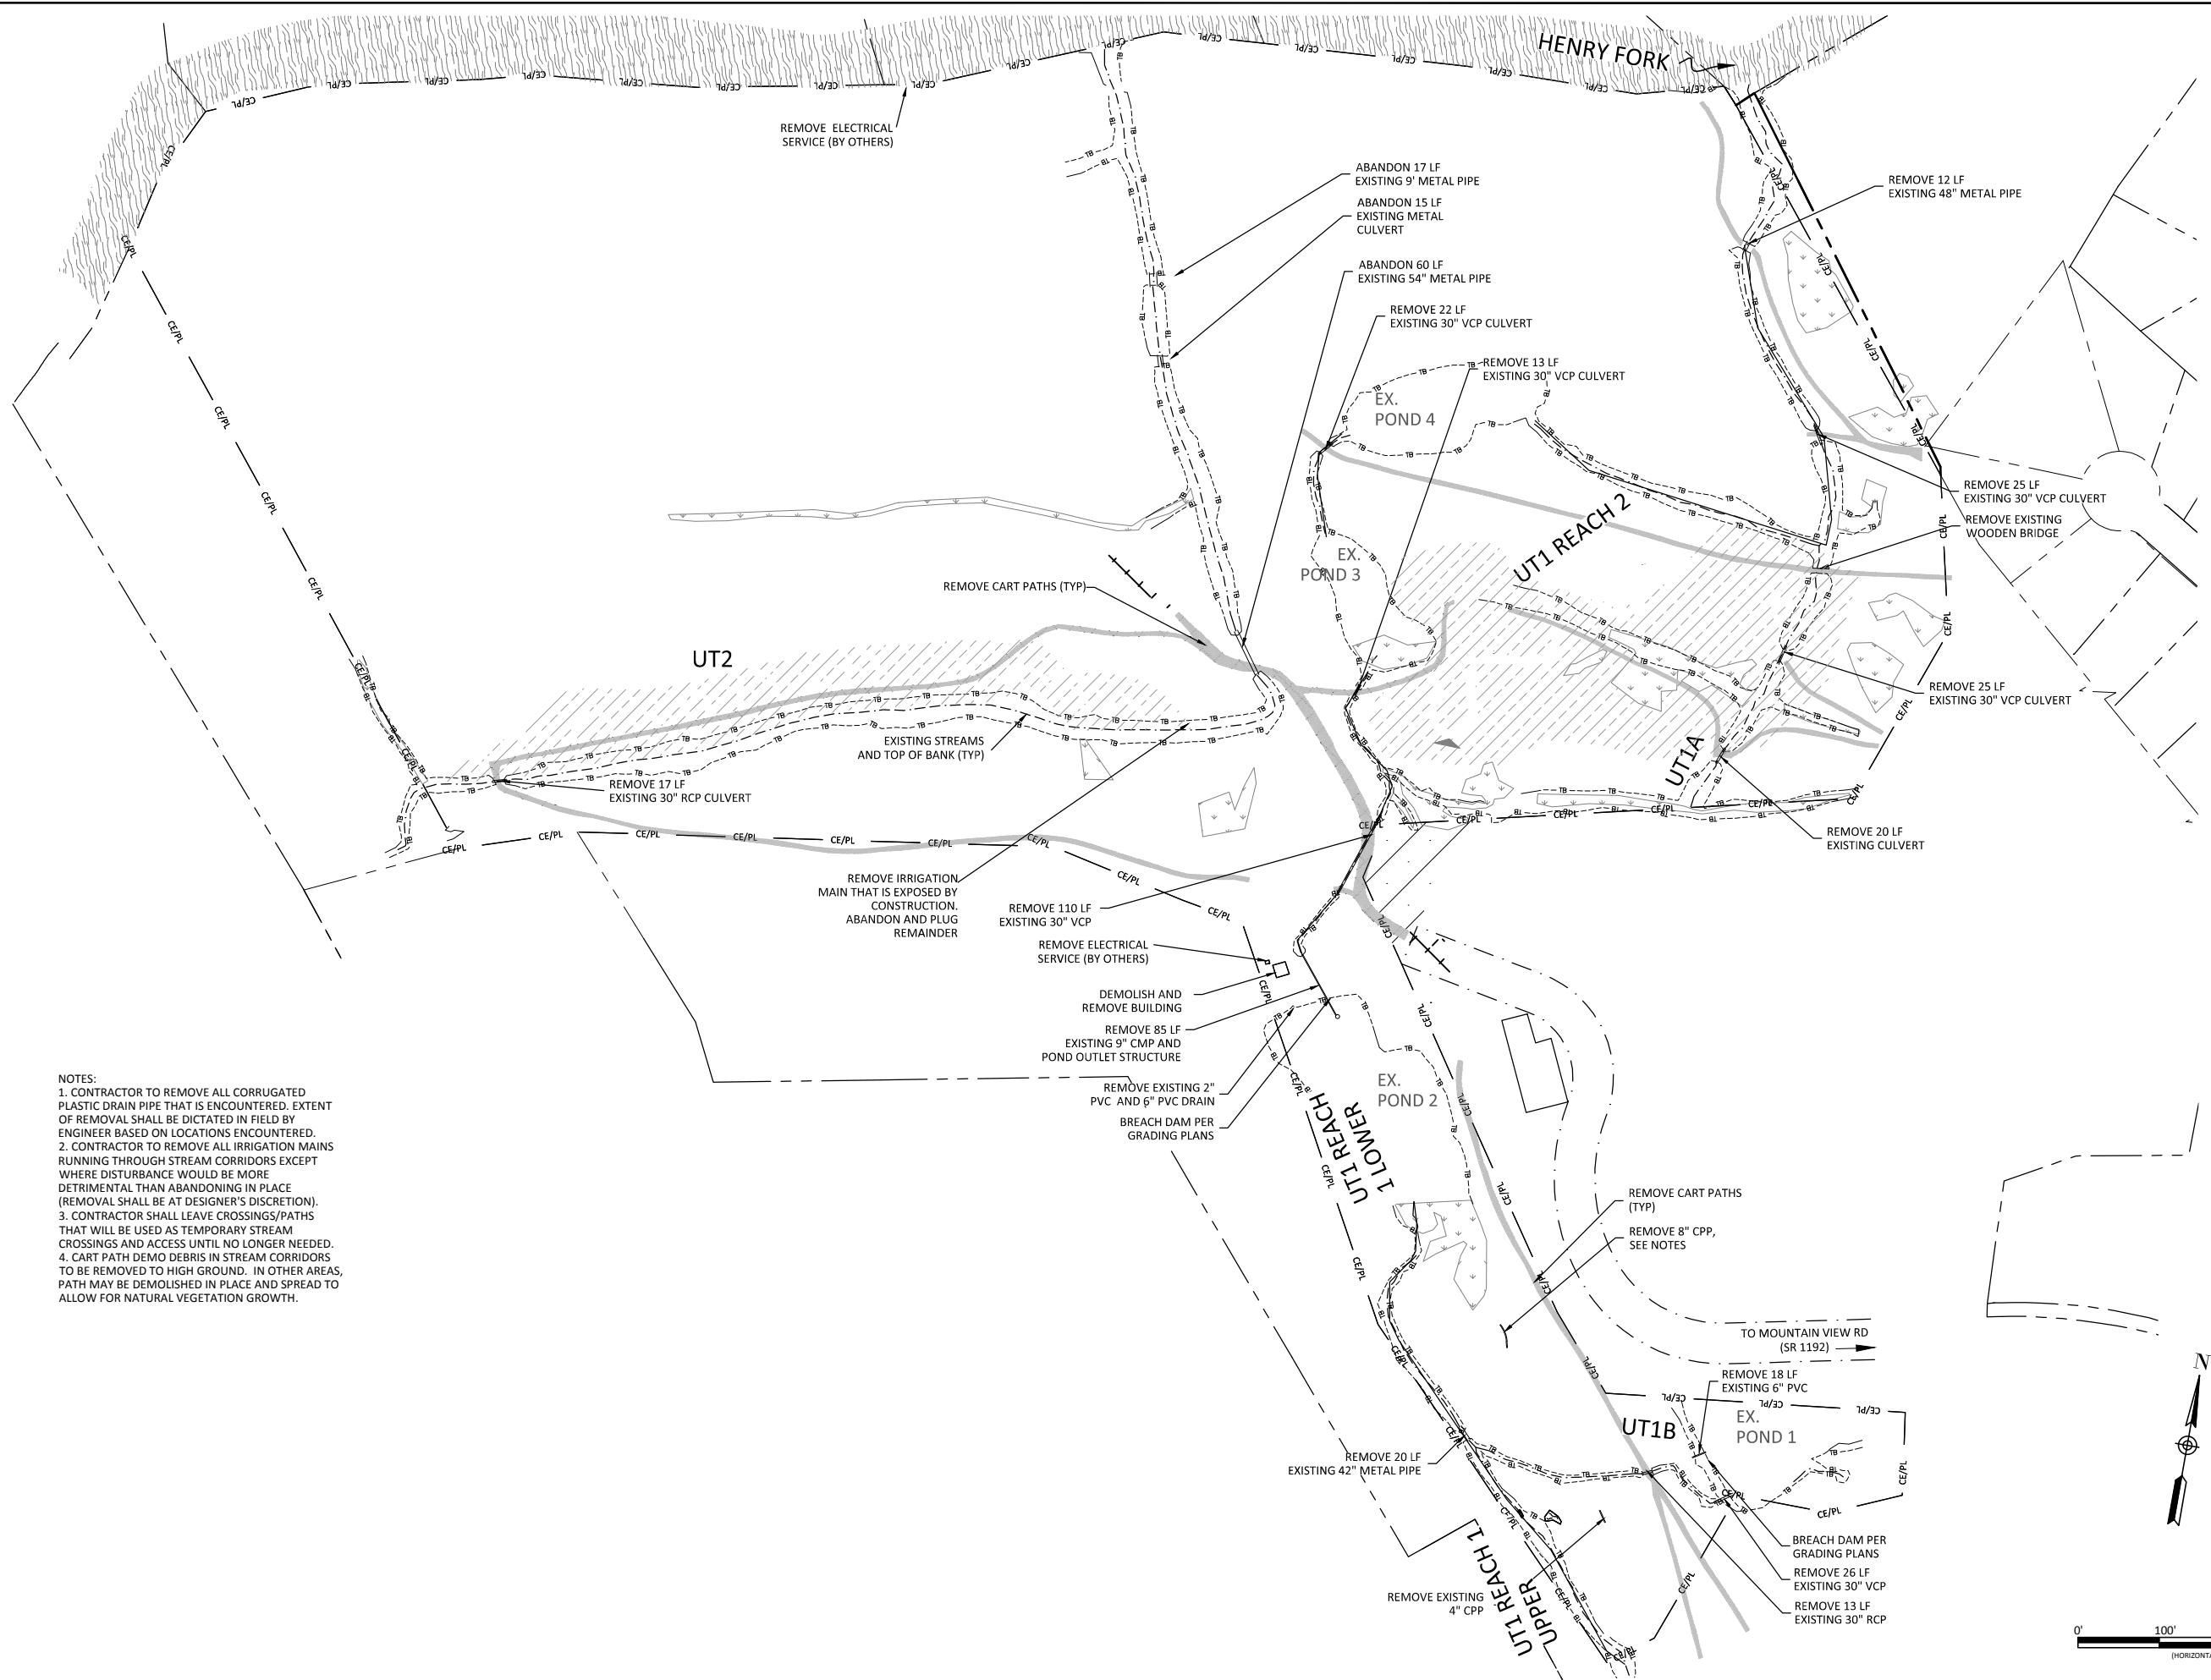 HENRY FORK
REMOVE ELECTRICAL
SERVICE (BY OTHERS)
ABANDON 17 LF
EXISTING 9' METAL PIPE
ABANDON 15 LF
EXISTING METAL
CULVERT
REMOVE 12 LF
EXISTING 48" METAL PIPE
ABANDON 60 LF
EXISTING 54" METAL PIPE
REMOVE 22 LF
EXISTING 30" VCP CULVERT
REMOVE 13 LF
EXISTING 30" VCP CULVERT
EX.
POND 4
REMOVE 25 LF
EXISTING 30" VCP CULVERT
REMOVE EXISTING
WOODEN BRIDGE
UT1 REACH 2
EX.
POND 3
REMOVE CART PATHS (TYP)
UT2
REMOVE 25 LF
EXISTING 30" VCP CULVERT
EXISTING STREAMS
AND TOP OF BANK (TYP)
UT1A
REMOVE 17 LF
EXISTING 30" RCP CULVERT
REMOVE 20 LF
EXISTING CULVERT
REMOVE IRRIGATION
MAIN THAT IS EXPOSED BY
CONSTRUCTION.
ABANDON AND PLUG
REMAINDER
REMOVE 110 LF
EXISTING 30" VCP
REMOVE ELECTRICAL
SERVICE (BY OTHERS)
DEMOLISH AND
REMOVE BUILDING
REMOVE 85 LF
EXISTING 9" CMP AND
POND OUTLET STRUCTURE
REMOVE EXISTING 2"
PVC AND 6" PVC DRAIN
BREACH DAM PER
GRADING PLANS
EX.
POND 2
UT1 REACH
1 LOWER
NOTES:
1. CONTRACTOR TO REMOVE ALL CORRUGATED
PLASTIC DRAIN PIPE THAT IS ENCOUNTERED. EXTENT
OF REMOVAL SHALL BE DICTATED IN FIELD BY
ENGINEER BASED ON LOCATIONS ENCOUNTERED.
2. CONTRACTOR TO REMOVE ALL IRRIGATION MAINS
RUNNING THROUGH STREAM CORRIDORS EXCEPT
WHERE DISTURBANCE WOULD BE MORE
DETRIMENTAL THAN ABANDONING IN PLACE
(REMOVAL SHALL BE AT DESIGNER'S DISCRETION).
3. CONTRACTOR SHALL LEAVE CROSSINGS/PATHS
THAT WILL BE USED AS TEMPORARY STREAM
CROSSINGS AND ACCESS UNTIL NO LONGER NEEDED.
4. CART PATH DEMO DEBRIS IN STREAM CORRIDORS
TO BE REMOVED TO HIGH GROUND. IN OTHER AREAS,
PATH MAY BE DEMOLISHED IN PLACE AND SPREAD TO
ALLOW FOR NATURAL VEGETATION GROWTH.
REMOVE CART PATHS
(TYP)
REMOVE 8" CPP,
SEE NOTES
TO MOUNTAIN VIEW RD
(SR 1192)
REMOVE 18 LF
EXISTING 6" PVC
UT1B
EX.
POND 1
REMOVE 20 LF
EXISTING 42" METAL PIPE
BREACH DAM PER
GRADING PLANS
REMOVE 26 LF
EXISTING 30" VCP
REMOVE 13 LF
EXISTING 30" RCP
REMOVE EXISTING
4" CPP
UT1 REACH 1
UPPER
N
0' 100'